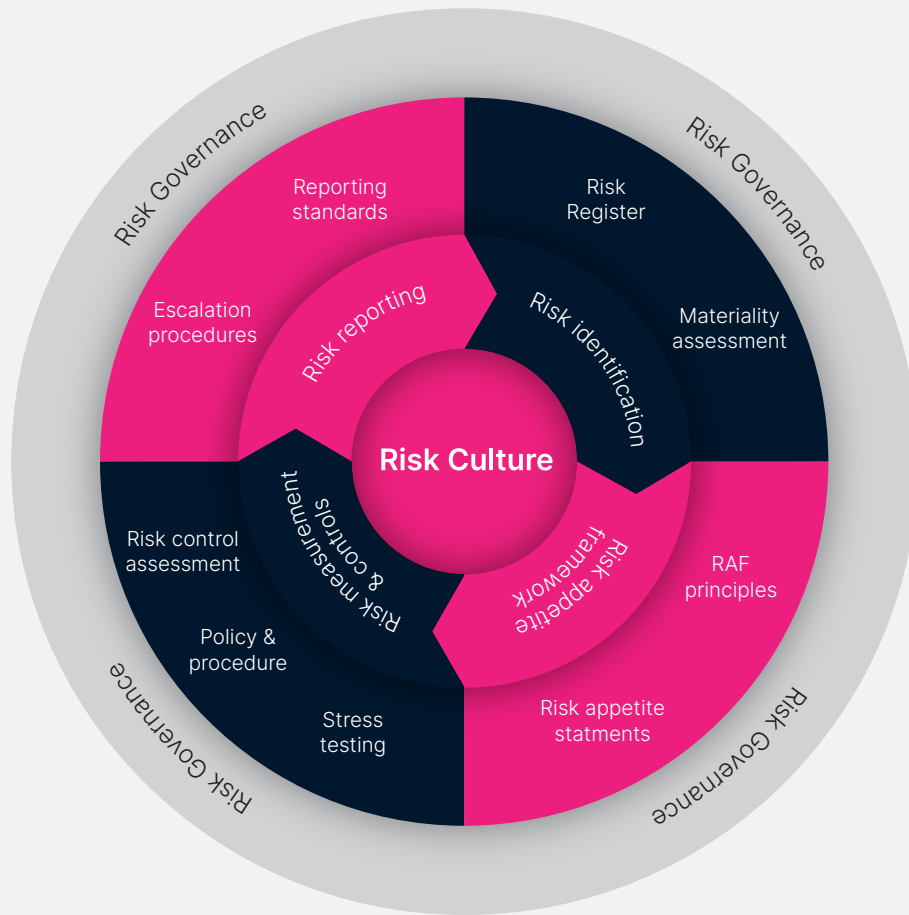 Risk Governance
Risk Governance
Reporting
standards
Risk
Register
Escalation
procedures
Materiality
assessment
Risk reporting
Risk identification
Risk Culture
Risk measurement
& controls
Risk appetite
framework
Risk control
assessment
Policy &
procedure
Stress
testing
RAF
principles
Risk appetite
statments
Risk Governance
Risk Governance